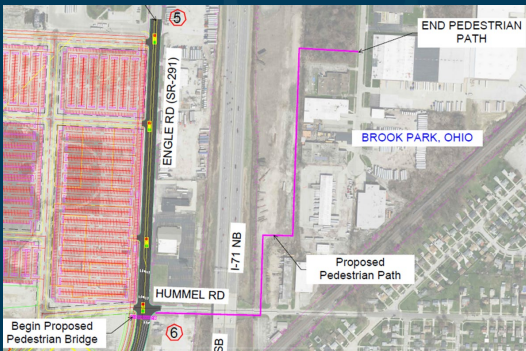 5
END PEDESTRIAN
PATH
ENGLE RD (SR-291)
BROOK PARK, OHIO
I-71 NB
Proposed
Pedestrian Path
HUMMEL RD
Begin Proposed
Pedestrian Bridge
6
SB